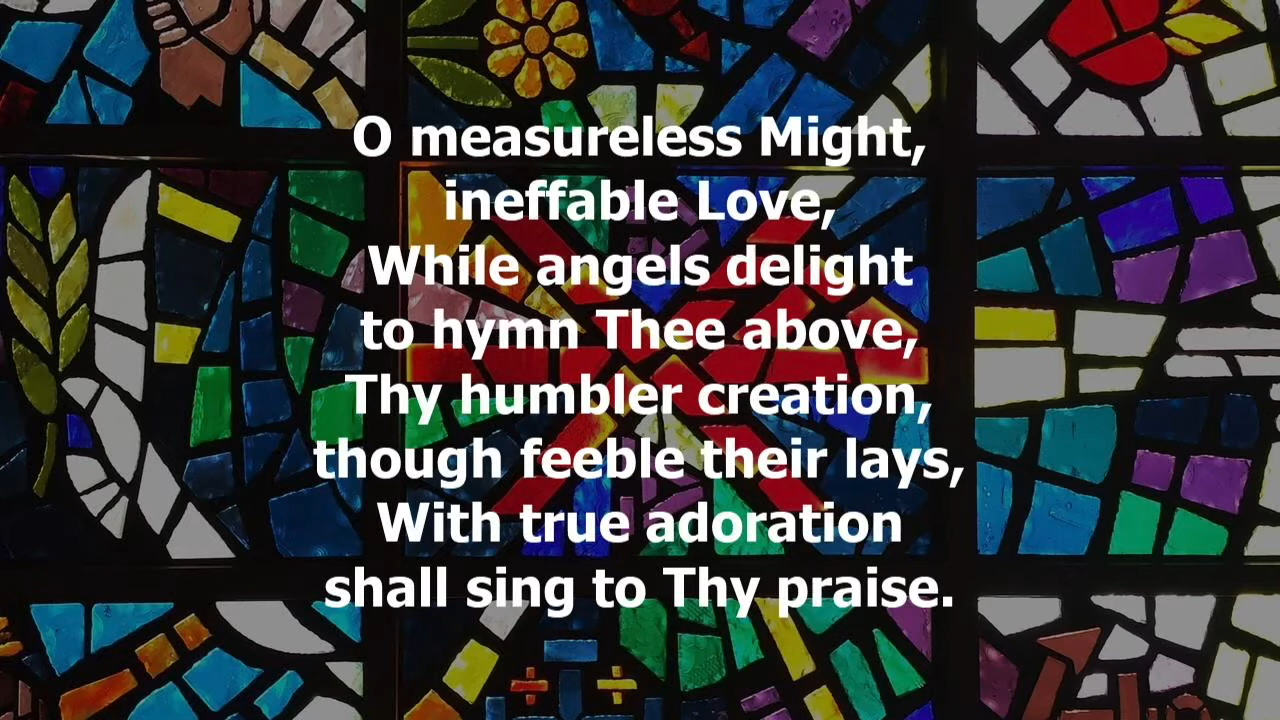 O measureless Might,
ineffable Love,
While angels delight
to hymn Thee above,
Thy humbler creation,
though feeble their lays,
With true adoration
shall sing to Thy praise.